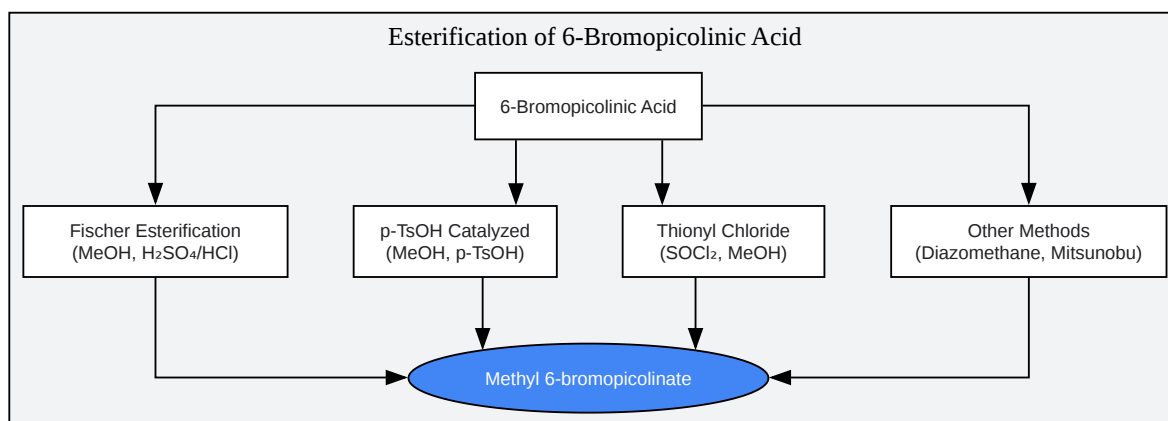 Esterification of 6-Bromopicolinic Acid
6-Bromopicolinic Acid
Fischer Esterification
(MeOH, H₂SO₄/HCl)
p-TsOH Catalyzed
(MeOH, p-TsOH)
Thionyl Chloride
(SOCl₂, MeOH)
Other Methods
(Diazomethane, Mitsunobu)
Methyl 6-bromopicolinate